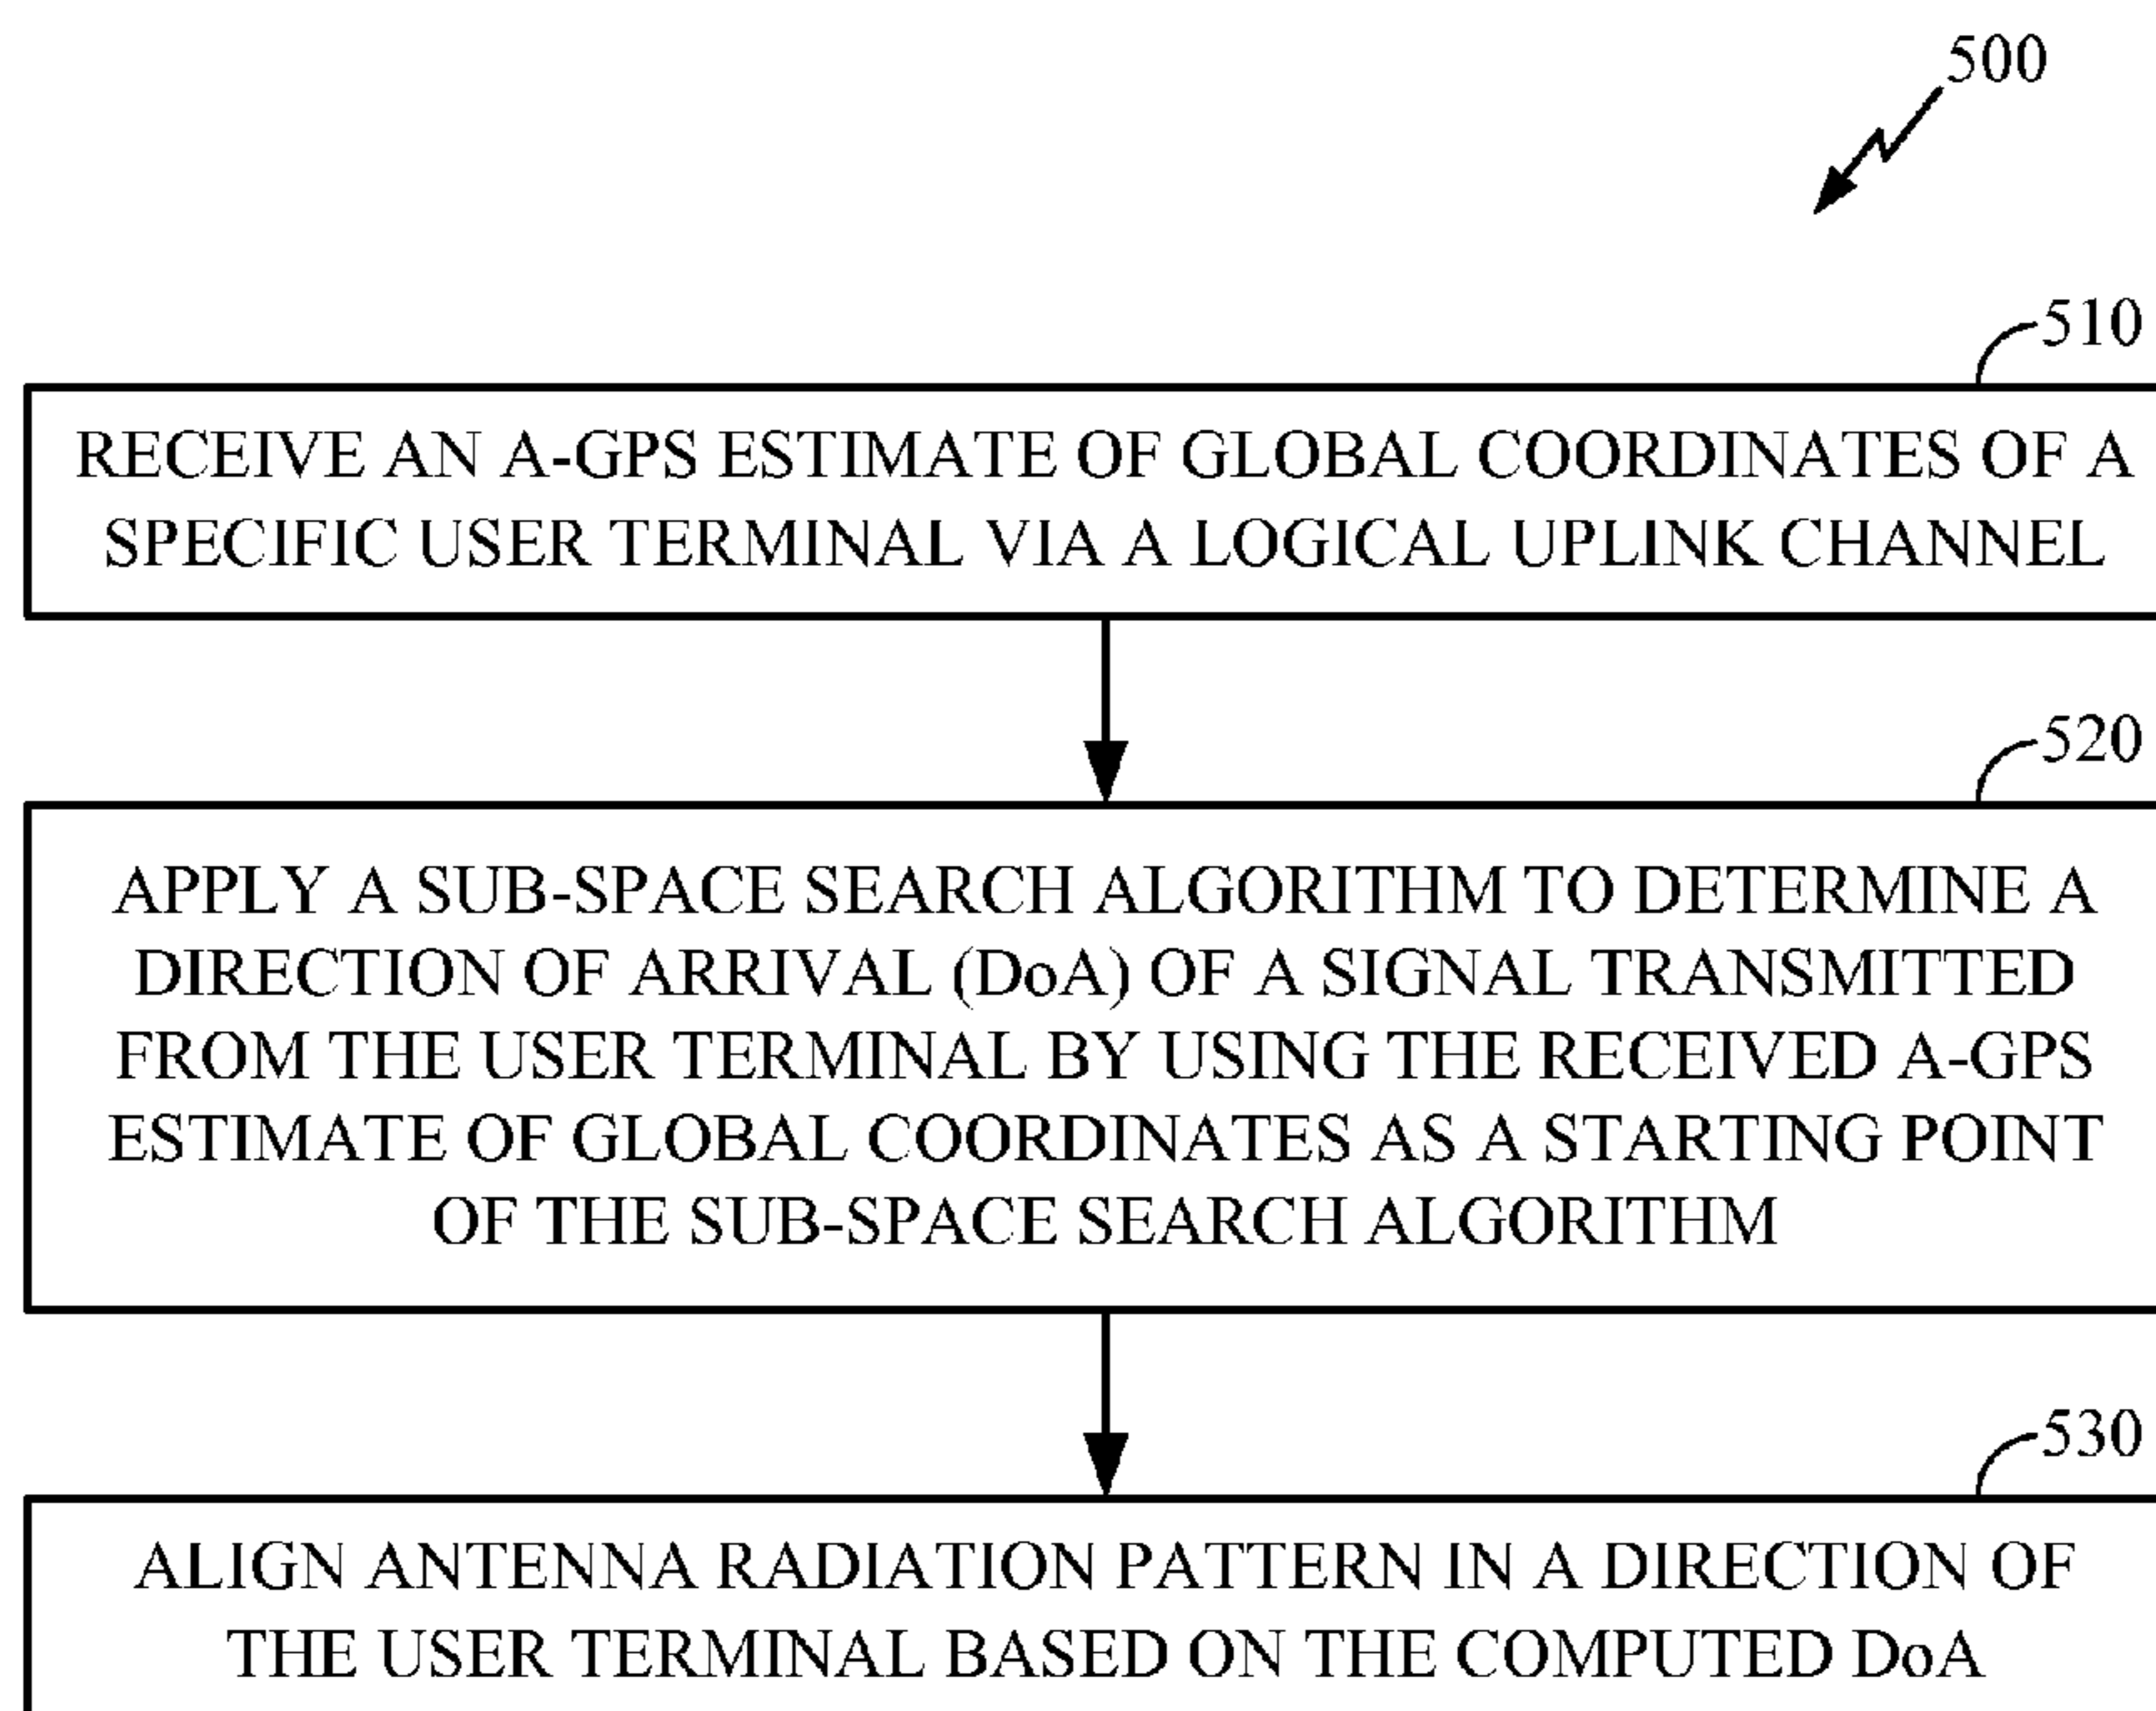 500
510
RECEIVE AN A-GPS ESTIMATE OF GLOBAL COORDINATES OF A
SPECIFIC USER TERMINAL VIA A LOGICAL UPLINK CHANNEL
520
APPLY A SUB-SPACE SEARCH ALGORITHM TO DETERMINE A
DIRECTION OF ARRIVAL (DoA) OF A SIGNAL TRANSMITTED
FROM THE USER TERMINAL BY USING THE RECEIVED A-GPS
ESTIMATE OF GLOBAL COORDINATES AS A STARTING POINT
OF THE SUB-SPACE SEARCH ALGORITHM
530
ALIGN ANTENNA RADIATION PATTERN IN A DIRECTION OF
THE USER TERMINAL BASED ON THE COMPUTED DoA